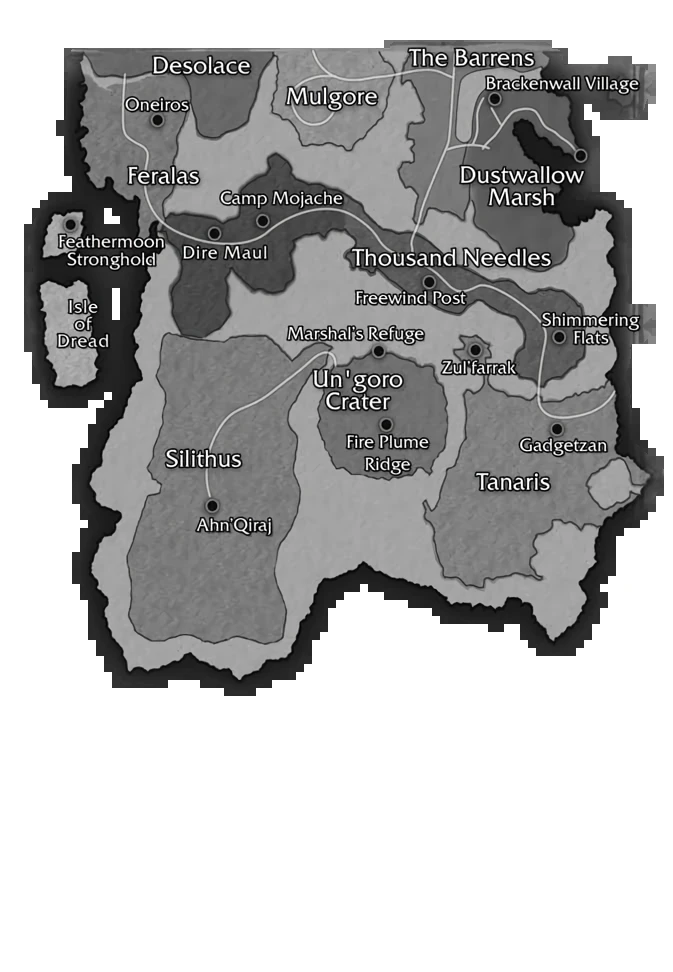 The Barrens
Desolace
Brackenwall Village
Mulgore
Oneiros
Feralas
Dustwallow
Marsh
Camp Mojache
Feathermoon
Stronghold
Dire Maul
Thousand Needles
Freewind Post
Isle
of
Dread
Shimmering
Flats
Marshal's Refuge
Zul'farrak
Un'goro
Crater
Fire Plume
Ridge
Gadgetzan
Silithus
Tanaris
Ahn'Qiraj